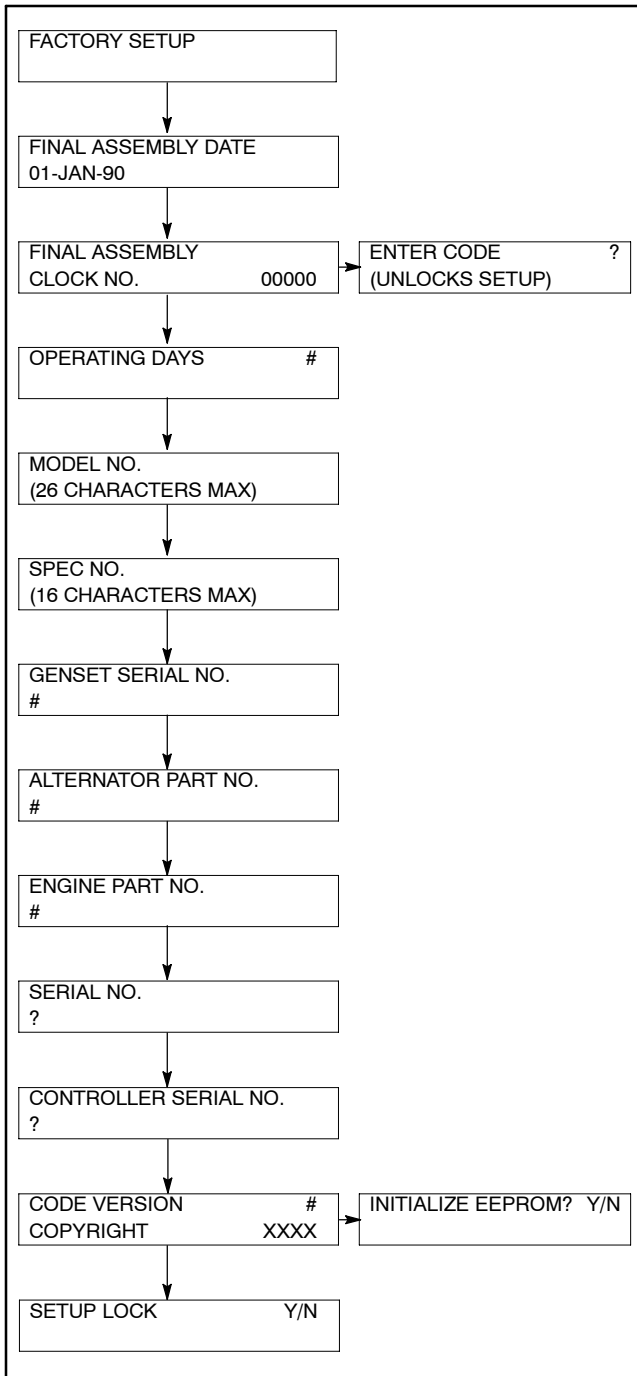 FACTORY SETUP
FINAL ASSEMBLY DATE
01-JAN-90
FINAL ASSEMBLY
CLOCK NO. 00000
ENTER CODE ?
(UNLOCKS SETUP)
OPERATING DAYS #
MODEL NO.
(26 CHARACTERS MAX)
SPEC NO.
(16 CHARACTERS MAX)
GENSET SERIAL NO.
#
ALTERNATOR PART NO.
#
ENGINE PART NO.
#
SERIAL NO.
?
CONTROLLER SERIAL NO.
?
CODE VERSION #
COPYRIGHT XXXX
INITIALIZE EEPROM? Y/N
SETUP LOCK Y/N